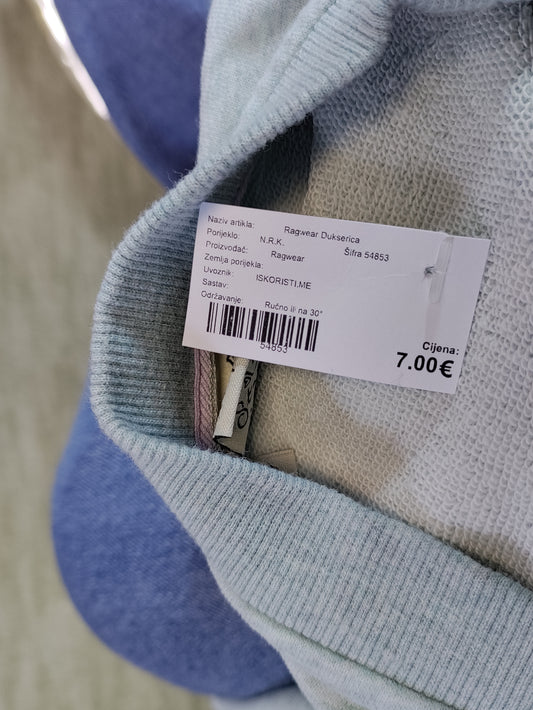 Naziv artikla: Ragwear Dukserica
Porijeklo: N.R.K. Šifra 54853
Proizvođač: Ragwear
Zemlja porijekla:
Uvoznik: ISKORISTI.ME
Sastav:
Održavanje: Ručno ili na 30°
54853
Cijena:
7.00€